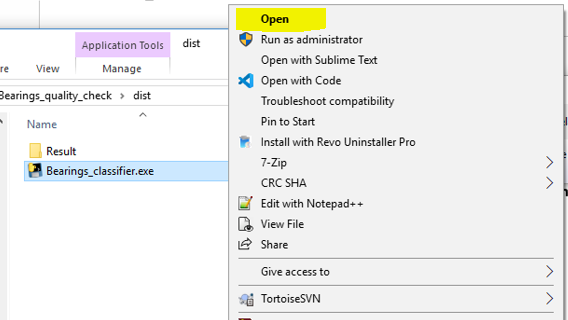 Open
Application Tools
dist
Run as administrator
View
Manage
Open with Sublime Text
Open with Code
Bearings_quality_check
dist
Troubleshoot compatibility
Name
Pin to Start
Install with Revo Uninstaller Pro
Result
7-Zip
Bearings_classifier.exe
CRC SHA
Edit with Notepad++
View File
Share
Give access to
TortoiseSVN